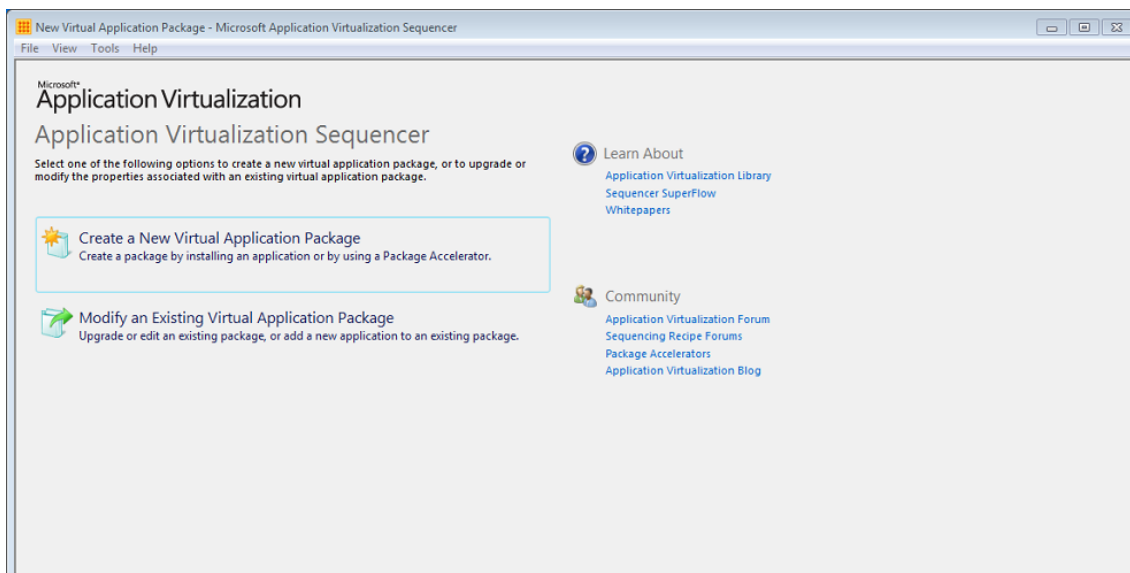 New Virtual Application Package - Microsoft Application Virtualization Sequencer
File View Tools Help
Microsoft®
Application Virtualization
Application Virtualization Sequencer
Select one of the following options to create a new virtual application package, or to upgrade or
modify the properties associated with an existing virtual application package.
Create a New Virtual Application Package
Create a package by installing an application or by using a Package Accelerator.
Modify an Existing Virtual Application Package
Upgrade or edit an existing package, or add a new application to an existing package.
Learn About
Application Virtualization Library
Sequencer SuperFlow
Whitepapers
Community
Application Virtualization Forum
Sequencing Recipe Forums
Package Accelerators
Application Virtualization Blog